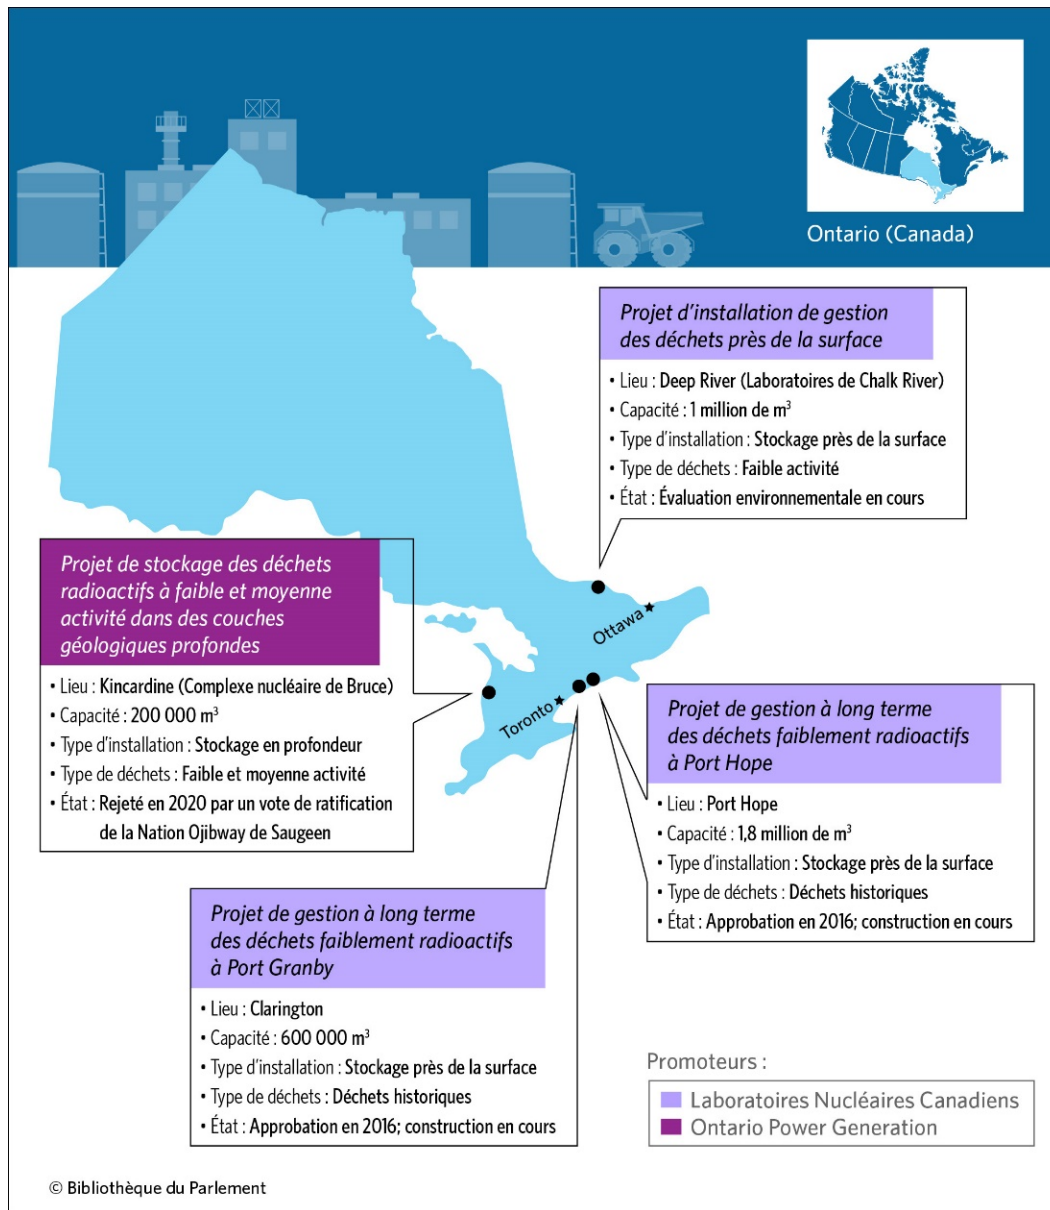 Ontario (Canada)
Projet d'installation de gestion
des déchets près de la surface
• Lieu : Deep River (Laboratoires de Chalk River)
• Capacité : 1 million de m³
• Type d'installation : Stockage près de la surface
• Type de déchets : Faible activité
• État : Évaluation environnementale en cours
Projet de stockage des déchets
radioactifs à faible et moyenne
activité dans des couches
géologiques profondes
• Lieu : Kincardine (Complexe nucléaire de Bruce)
• Capacité : 200 000 m³
• Type d'installation : Stockage en profondeur
• Type de déchets : Faible et moyenne activité
• État : Rejeté en 2020 par un vote de ratification
de la Nation Ojibway de Saugeen
Ottawa
Toronto
Projet de gestion à long terme
des déchets faiblement radioactifs
à Port Hope
• Lieu : Port Hope
• Capacité : 1,8 million de m³
• Type d'installation : Stockage près de la surface
• Type de déchets : Déchets historiques
• État : Approbation en 2016; construction en cours
Projet de gestion à long terme
des déchets faiblement radioactifs
à Port Granby
• Lieu : Clarington
• Capacité : 600 000 m³
• Type d'installation : Stockage près de la surface
• Type de déchets : Déchets historiques
• État : Approbation en 2016; construction en cours
Promoteurs :
Laboratoires Nucléaires Canadiens
Ontario Power Generation
© Bibliothèque du Parlement